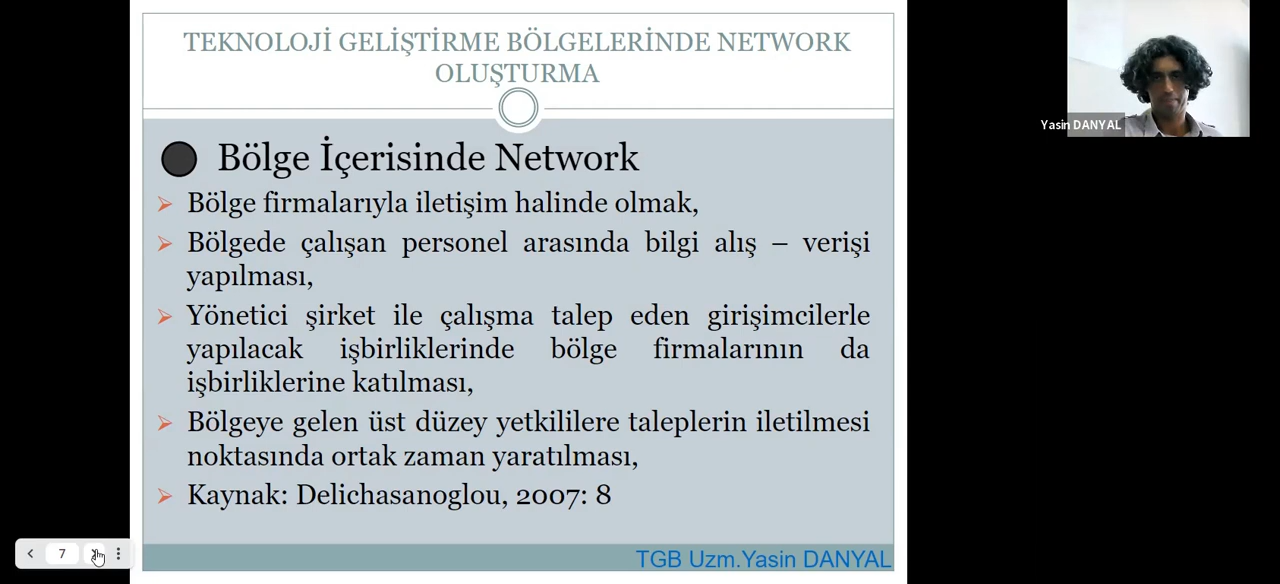 TEKNOLOJİ GELİŞTİRME BÖLGELERİNDE NETWORK
OLUŞTURMA
Bölge İçerisinde Network
Bölge firmalarıyla iletişim halinde olmak,
Bölgede çalışan personel arasında bilgi alış – verişi
yapılması,
Yönetici şirket ile çalışma talep eden girişimcilerle
yapılacak işbirliklerinde bölge firmalarının da
işbirliklerine katılması,
Bölgeye gelen üst düzey yetkililere taleplerin iletilmesi
noktasında ortak zaman yaratılması,
Kaynak: Delichasanoglou, 2007: 8
TGB Uzm.Yasin DANYAL
Yasin DANYAL
7